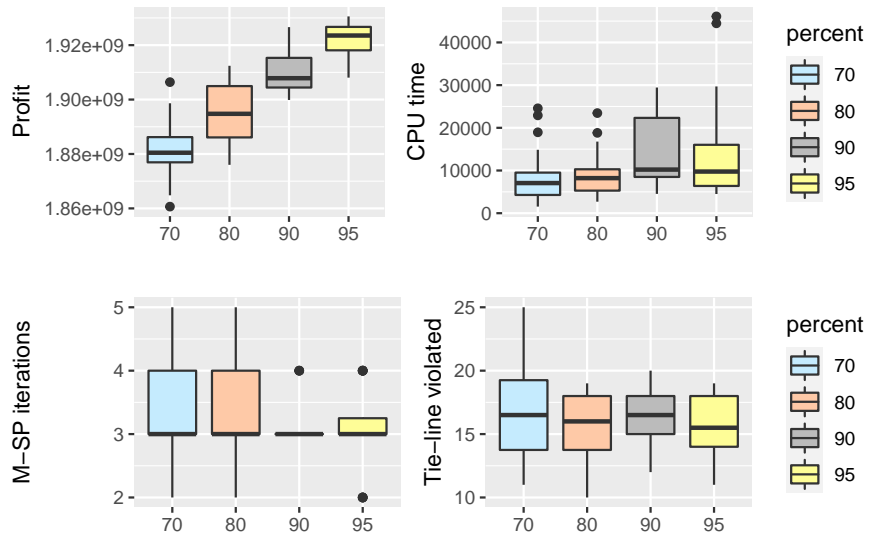 Profit
1.92e+09
1.90e+09
1.88e+09
1.86e+09
70 80 90 95
CPU time
40000
30000
20000
10000
0
70 80 90 95
percent
70
80
90
95
M−SP iterations
5
4
3
2
70 80 90 95
Tie−line violated
25
20
15
10
70 80 90 95
percent
70
80
90
95